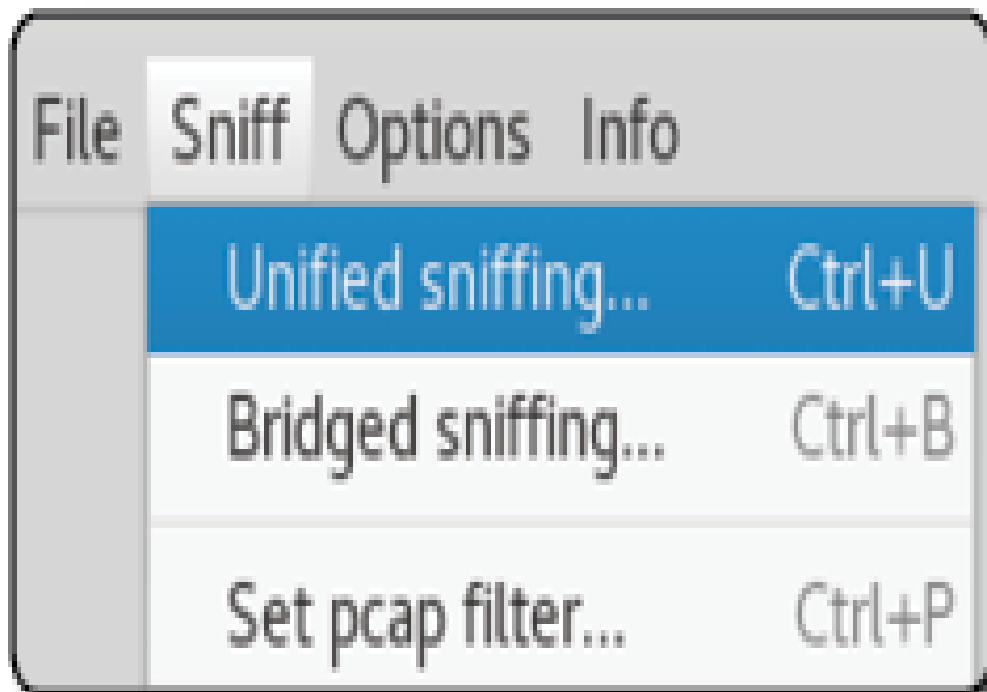 File Sniff Options Info
Unified sniffing... Ctrl+U
Bridged sniffing... Ctrl+B
Set pcap filter... Ctrl+P